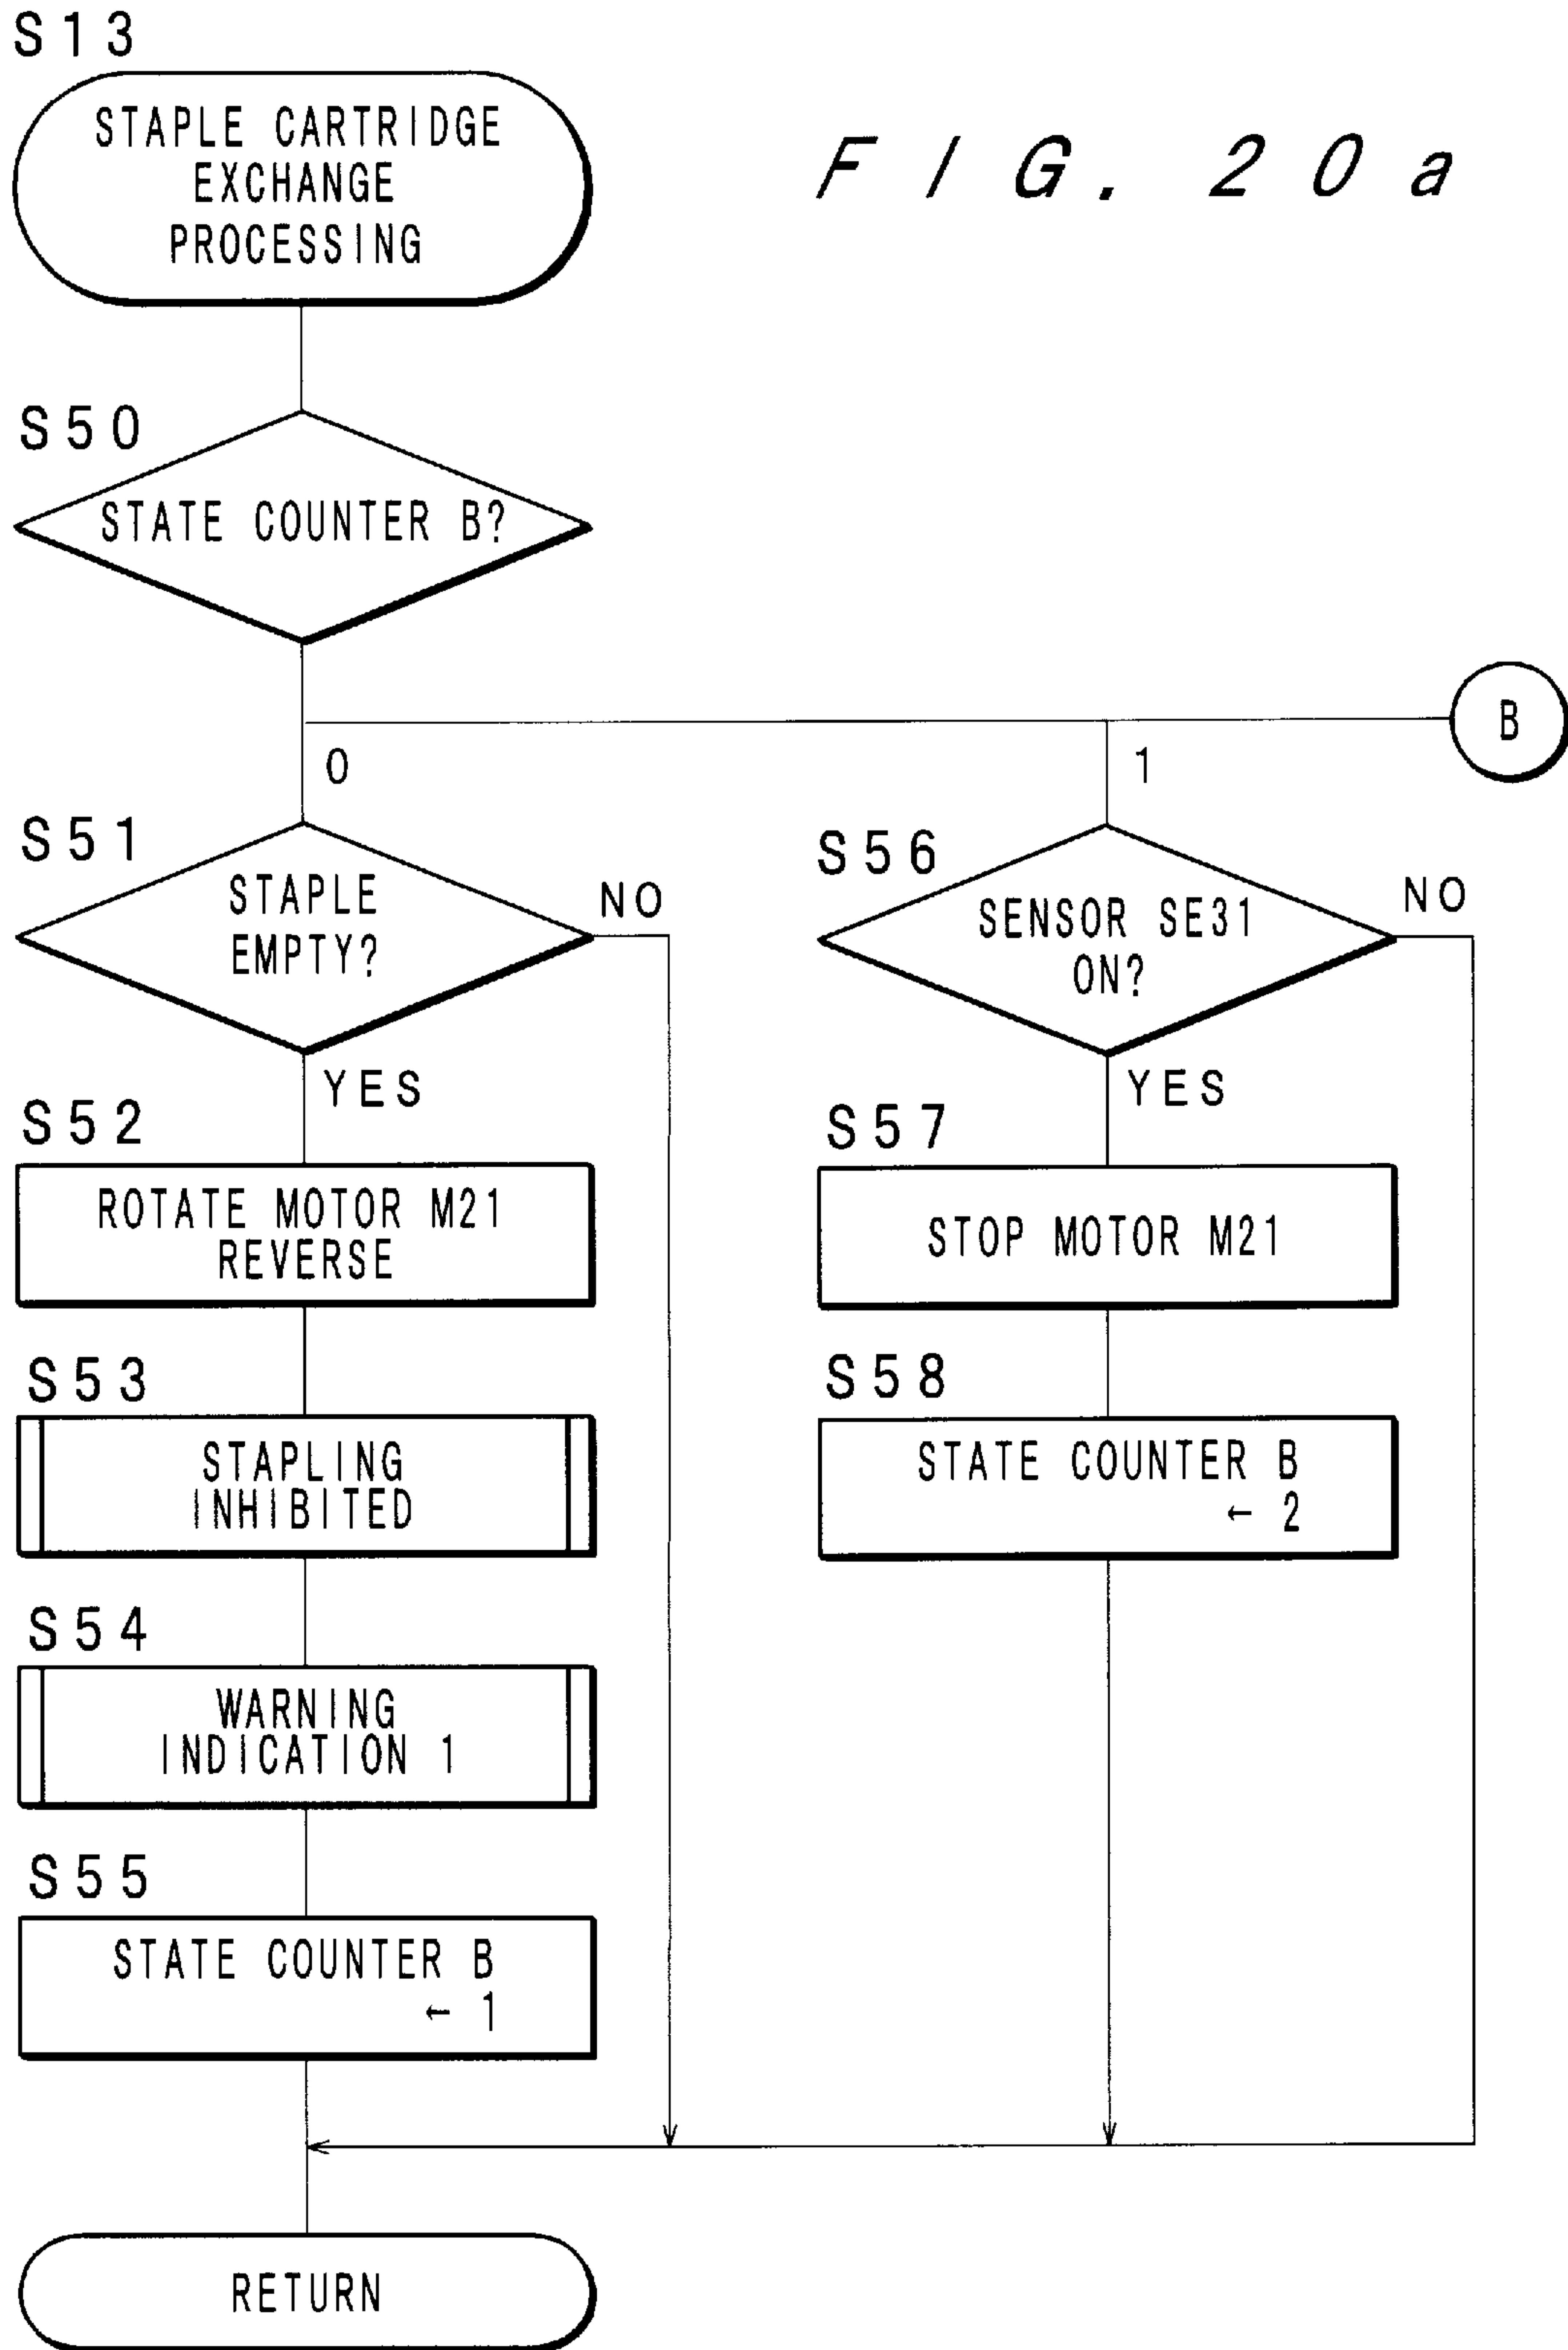 S13
STAPLE CARTRIDGE
EXCHANGE
PROCESSING
FIG. 20a
S50
STATE COUNTER B?
B
0
1
S51
STAPLE
EMPTY?
NO
YES
S52
ROTATE MOTOR M21
REVERSE
S53
STAPLING
INHIBITED
S54
WARNING
INDICATION 1
S55
STATE COUNTER B
← 1
S56
SENSOR SE31
ON?
NO
YES
S57
STOP MOTOR M21
S58
STATE COUNTER B
← 2
RETURN